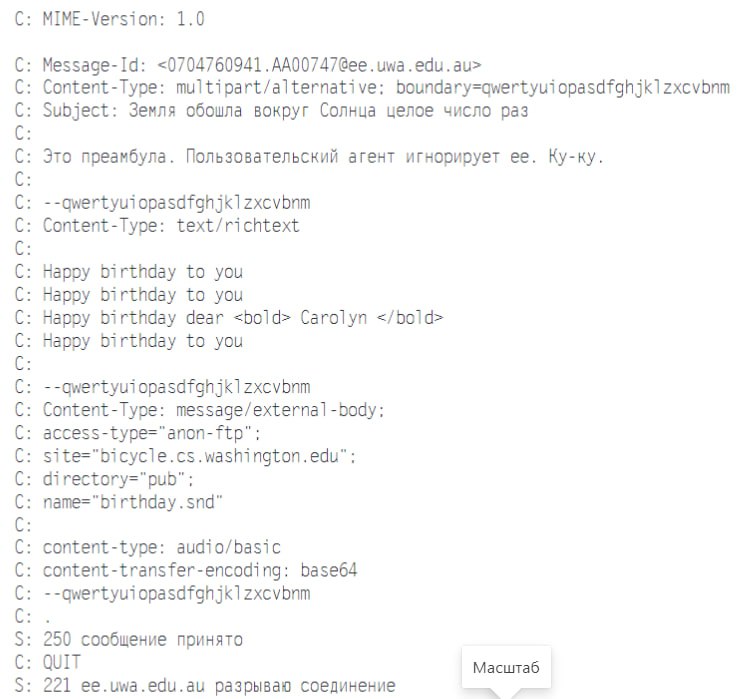 C: MIME-Version: 1.0
C: Message-Id: <0704760941.AA00747@ee.uwa.edu.au>
C: Content-Type: multipart/alternative; boundary=qwertyuiopasdfghjklzxcvbnm
C: Subject: Земля обошла вокруг Солнца целое число раз
C:
C: Это преамбула. Пользовательский агент игнорирует ее. Ку-ку.
C:
C: --qwertyuiopasdfghjklzxcvbnm
C: Content-Type: text/richtext
C:
C: Happy birthday to you
C: Happy birthday to you
C: Happy birthday dear <bold> Carolyn </bold>
C: Happy birthday to you
C:
C: --qwertyuiopasdfghjklzxcvbnm
C: Content-Type: message/external-body;
C: access-type="anon-ftp";
C: site="bicycle.cs.washington.edu";
C: directory="pub";
C: name="birthday.snd"
C:
C: content-type: audio/basic
C: content-transfer-encoding: base64
C: --qwertyuiopasdfghjklzxcvbnm
C: .
S: 250 сообщение принято
C: QUIT
S: 221 ee.uwa.edu.au разрываю соединение
Масштаб